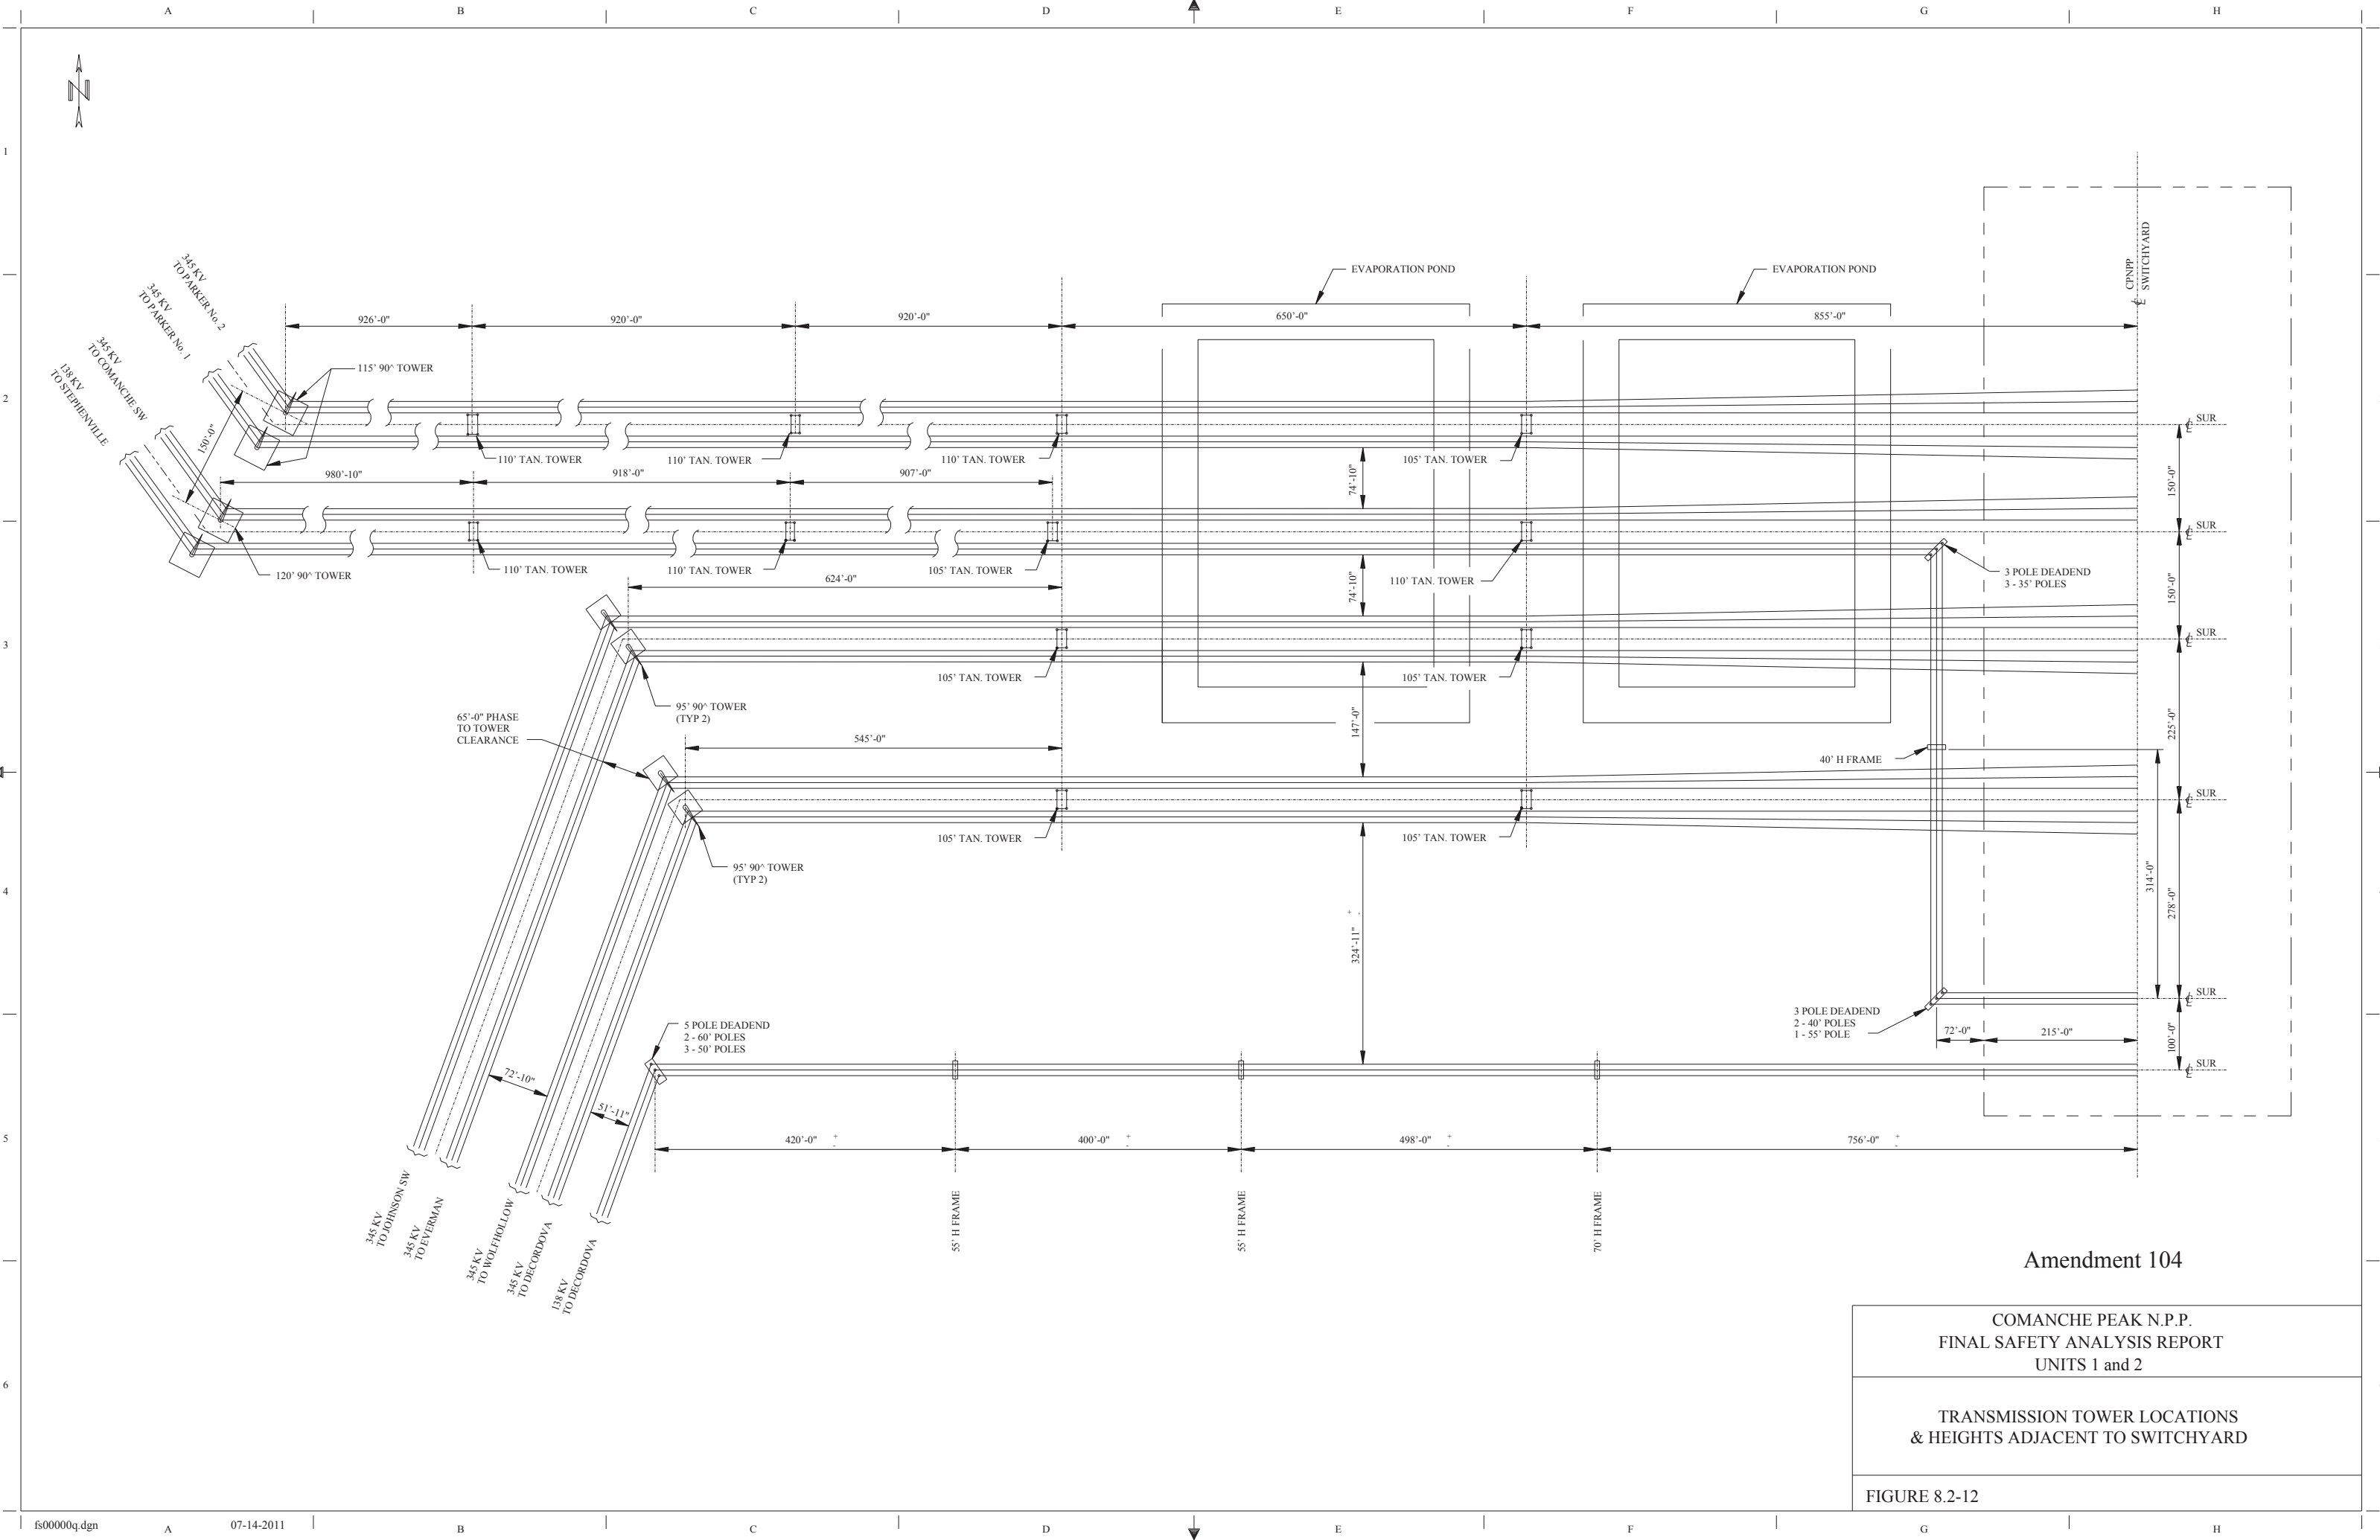 A B C D E F G H
1
2
3
4
5
6
N
345 KV
TO PARKER No. 2
345 KV
TO PARKER No. 1
345 KV
TO COMANCHE SW
138 KV
TO STEPHENVILLE
EVAPORATION POND
EVAPORATION POND
CPNPP
SWITCHYARD
926'-0"
920'-0"
920'-0"
650'-0"
855'-0"
115' 90^ TOWER
150'-0"
110' TAN. TOWER
110' TAN. TOWER
110' TAN. TOWER
105' TAN. TOWER
SUR
980'-10"
918'-0"
907'-0"
74'-10"
150'-0"
SUR
120' 90^ TOWER
110' TAN. TOWER
110' TAN. TOWER
105' TAN. TOWER
110' TAN. TOWER
3 POLE DEADEND
3 - 35' POLES
624'-0"
74'-10"
150'-0"
SUR
105' TAN. TOWER
105' TAN. TOWER
95' 90^ TOWER
(TYP 2)
65'-0" PHASE
TO TOWER
CLEARANCE
545'-0"
147'-0"
225'-0"
40' H FRAME
SUR
105' TAN. TOWER
105' TAN. TOWER
95' 90^ TOWER
(TYP 2)
324'-11" + -
314'-0"
278'-0"
SUR
3 POLE DEADEND
2 - 40' POLES
1 - 55' POLE
72'-0"
215'-0"
100'-0"
SUR
5 POLE DEADEND
2 - 60' POLES
3 - 50' POLES
72'-10"
51'-11"
420'-0" + -
400'-0" + -
498'-0" + -
756'-0" + -
345 KV
TO JOHNSON SW
345 KV
TO EVERMAN
345 KV
TO WOLFHOLLOW
345 KV
TO DECORDOVA
138 KV
TO DECORDOVA
55' H FRAME
55' H FRAME
70' H FRAME
Amendment 104
COMANCHE PEAK N.P.P.
FINAL SAFETY ANALYSIS REPORT
UNITS 1 and 2
TRANSMISSION TOWER LOCATIONS
& HEIGHTS ADJACENT TO SWITCHYARD
FIGURE 8.2-12
fs00000q.dgn
07-14-2011
A B C D E F G H